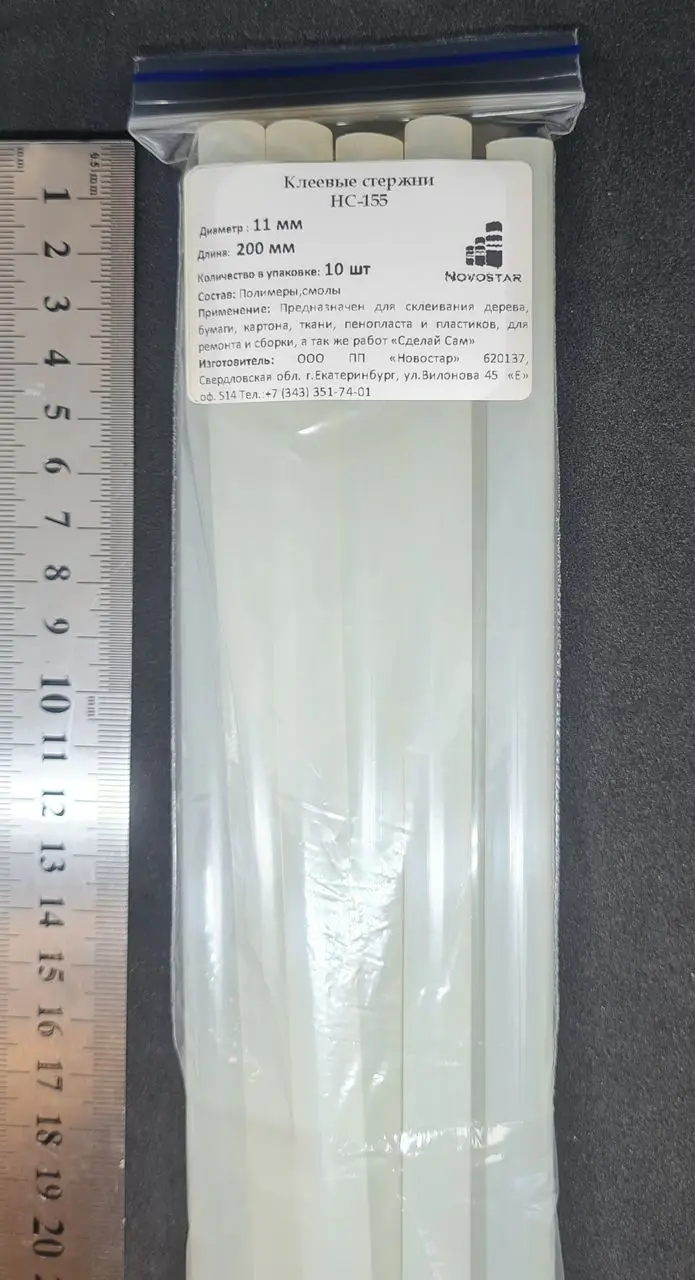 Клеевые стержни
НС-155
Диаметр : 11 мм
Длина: 200 мм
Количество в упаковке: 10 шт
NOVOSTAR
Состав: Полимеры,смолы
Применение: Предназначен для склеивания дерева,
бумаги, картона, ткани, пенопласта и пластиков, для
ремонта и сборки, а так же работ «Сделай Сам»
Изготовитель: ООО ПП «Новостар» 620137,
Свердловская обл. г.Екатеринбург, ул.Вилонова 45 «Е»
оф. 514 Тел.:+7 (343) 351-74-01
1
2
3
4
5
6
7
8
9
10
11
12
13
14
15
16
17
18
19
20